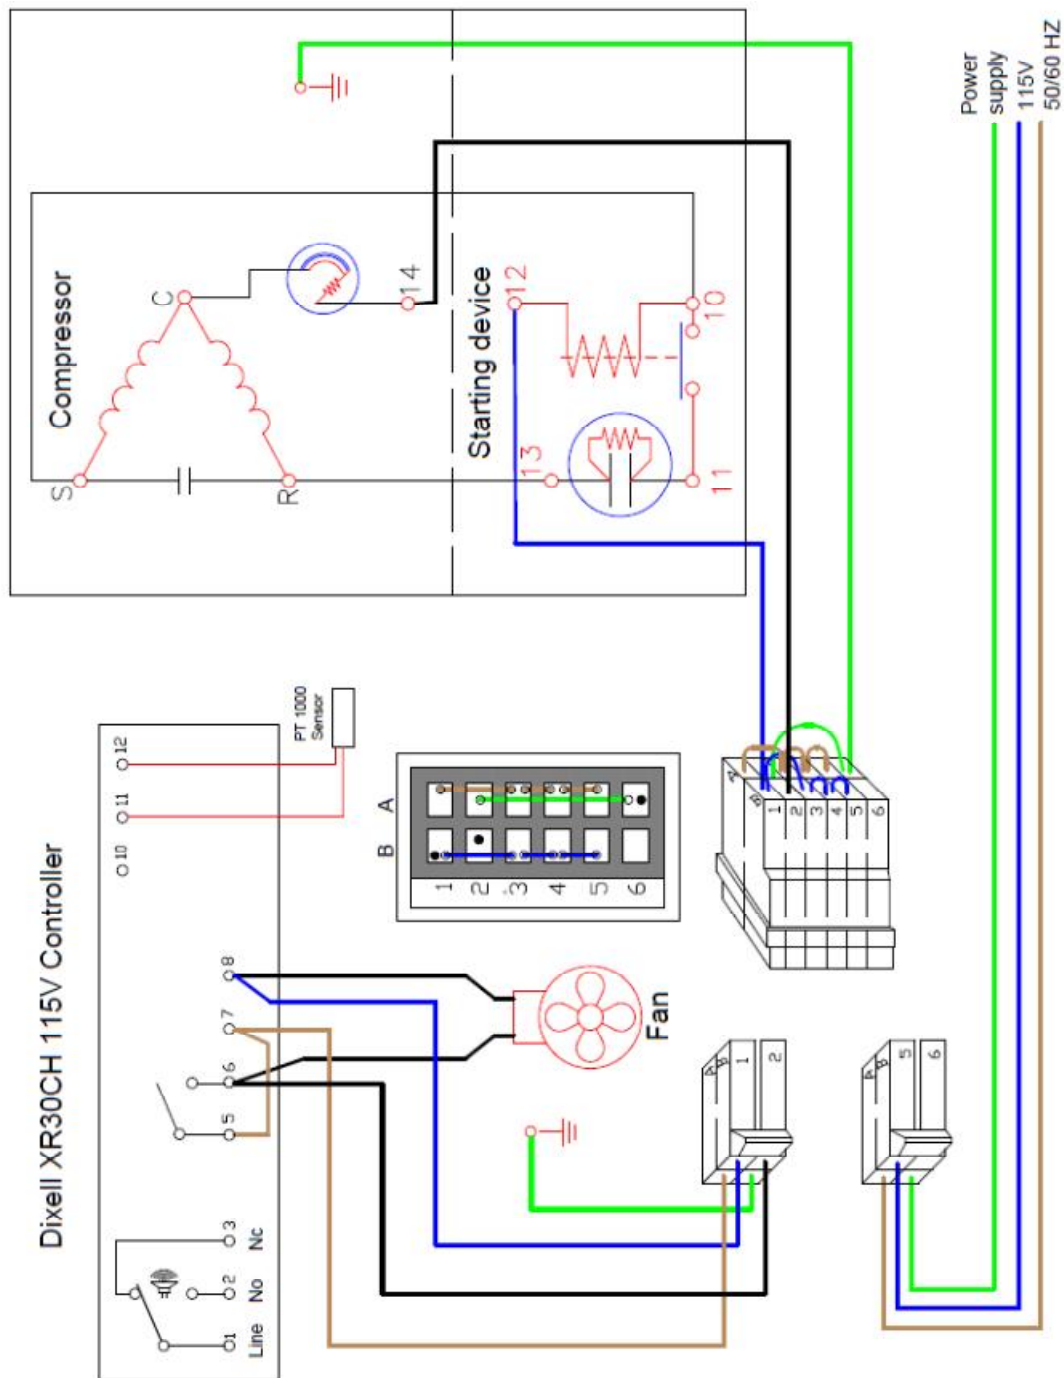 Power
supply
115V
50/60 HZ
Compressor
S
C
R
14
Starting device
12
10
13
11
Dixell XR30CH 115V Controller
12
11
10
PT 1000
Sensor
8
7
6
5
3
2
1
Nc
No
Line
B A
1
2
3
4
5
6
Fan
A
B
1
2
3
4
5
6
A
B
1
2
A
B
5
6